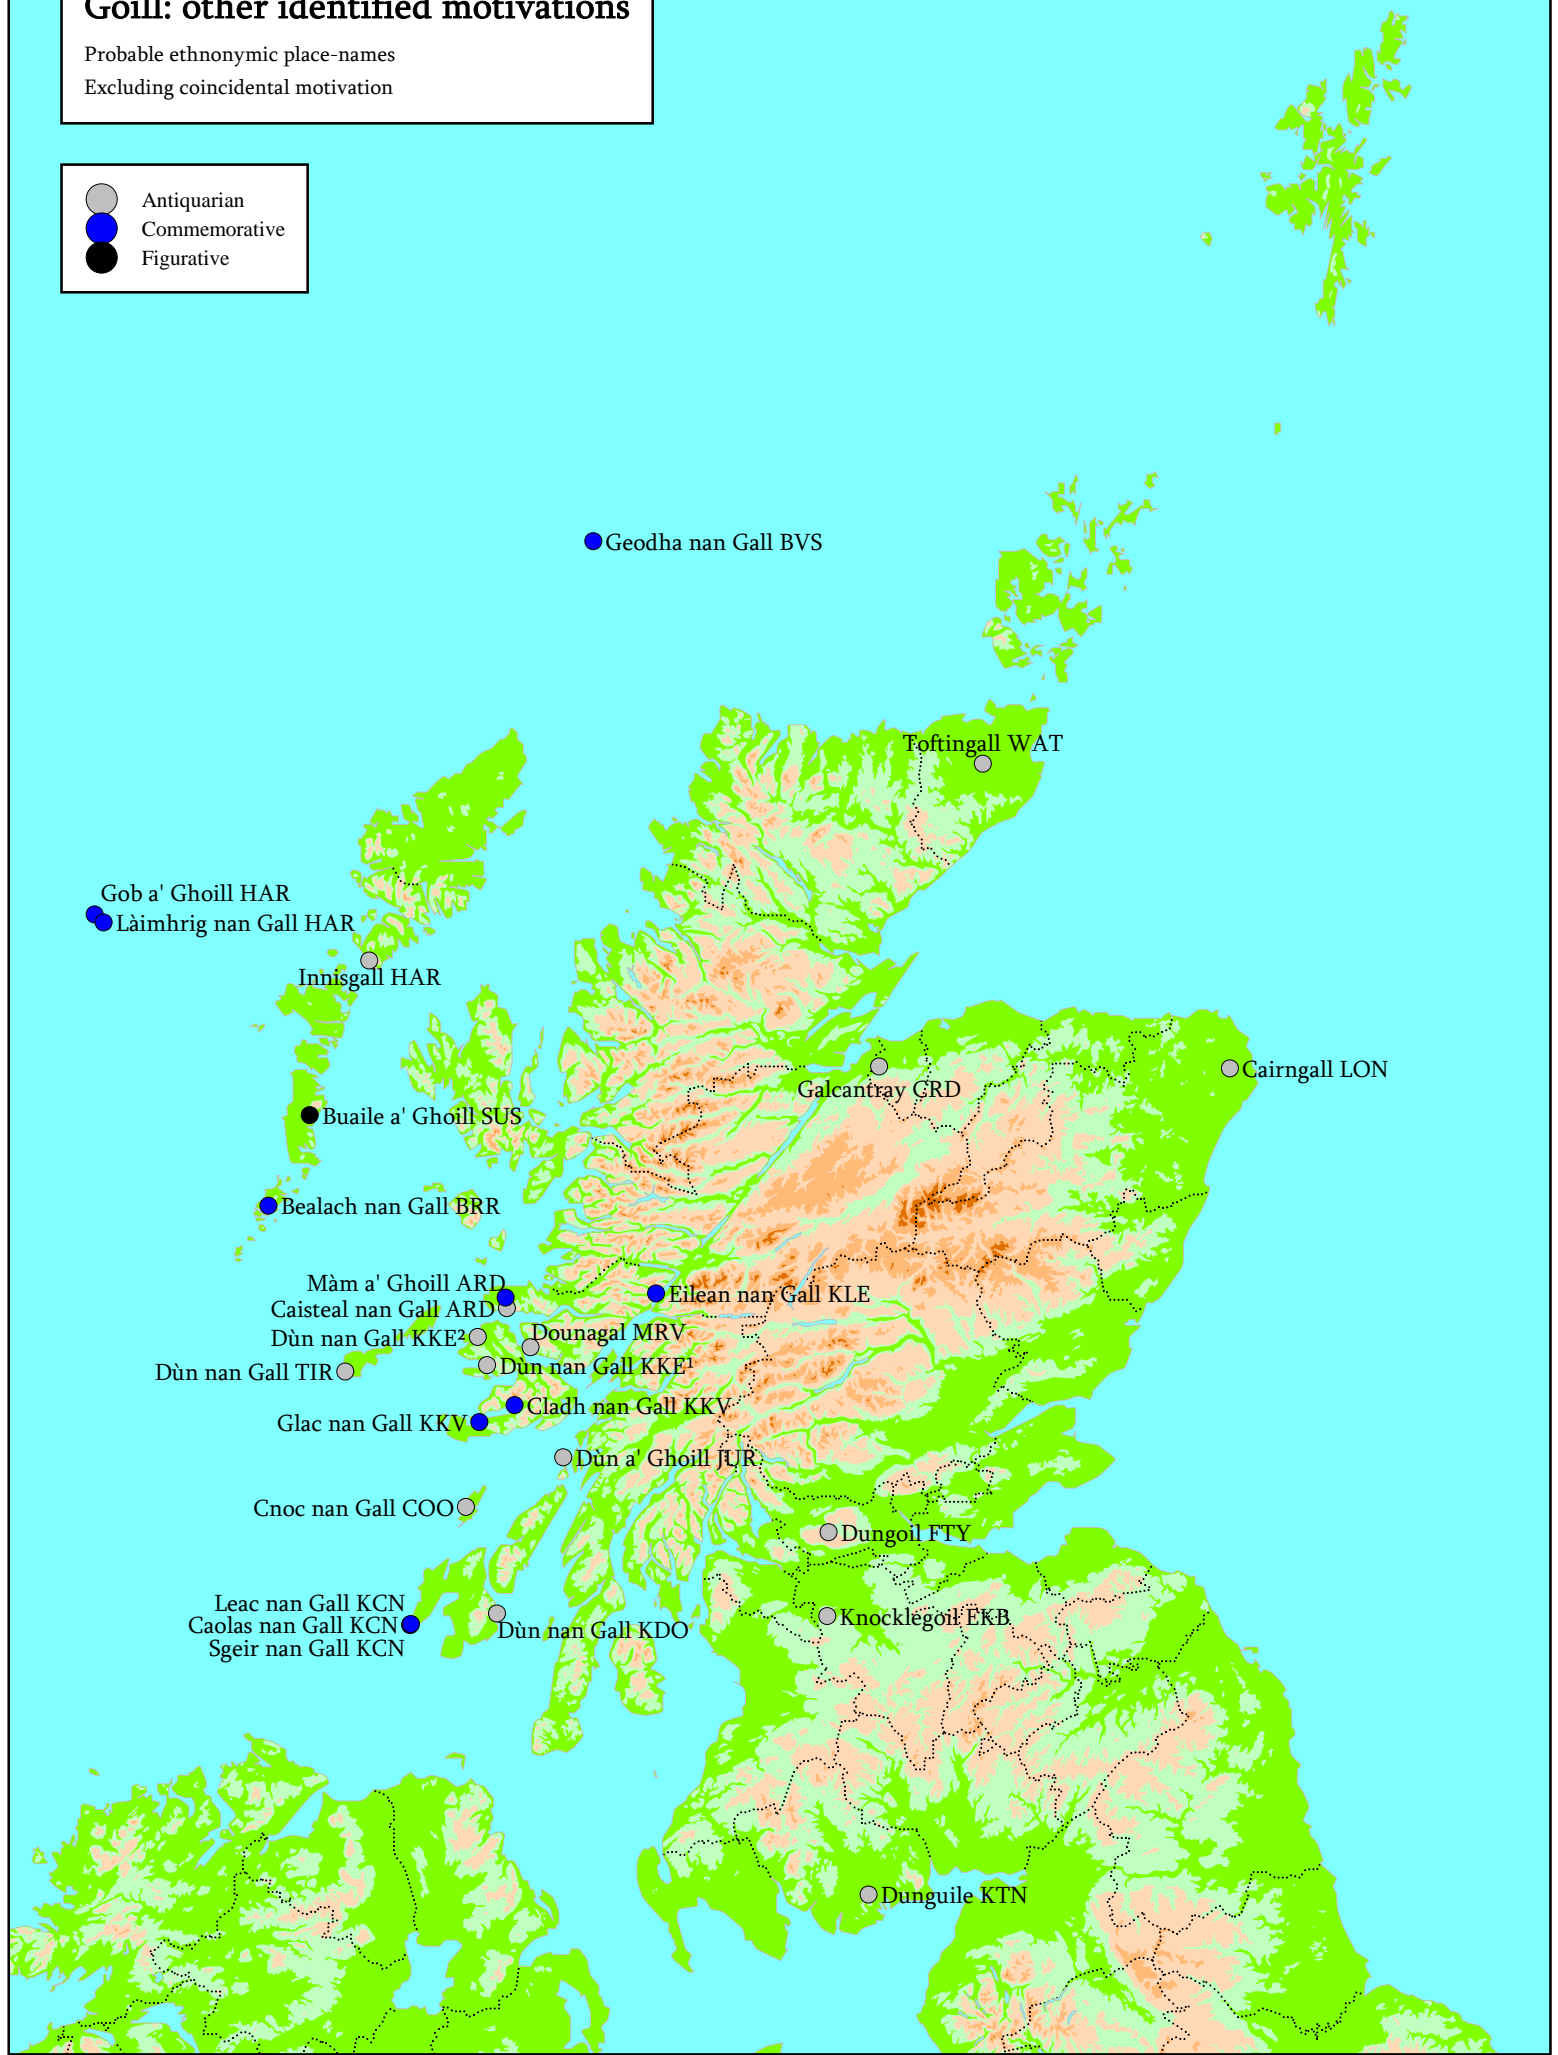 Goill: other identified motivations
Probable ethnonymic place-names
Excluding coincidental motivation
Antiquarian
Commemorative
Figurative
Geodha nan Gall BVS
Toftingall WAT
Gob a' Ghoill HAR
Làimhrig nan Gall HAR
Innisgall HAR
Cairngall LON
Galcantray CRD
Buaile a' Ghoill SUS
Bealach nan Gall BRR
Màm a' Ghoill ARD
Eilean nan Gall KLE
Caisteal nan Gall ARD
Dounagal MRV
Dùn nan Gall KKE²
Dùn nan Gall KKE¹
Dùn nan Gall TIR
Cladh nan Gall KKV
Glac nan Gall KKV
Dùn a' Ghoill JUR
Cnoc nan Gall COO
Dungoil FTY
Leac nan Gall KCN
Knocklegoil EKB
Caolas nan Gall KCN
Dùn nan Gall KDO
Sgeir nan Gall KCN
Dunguile KTN